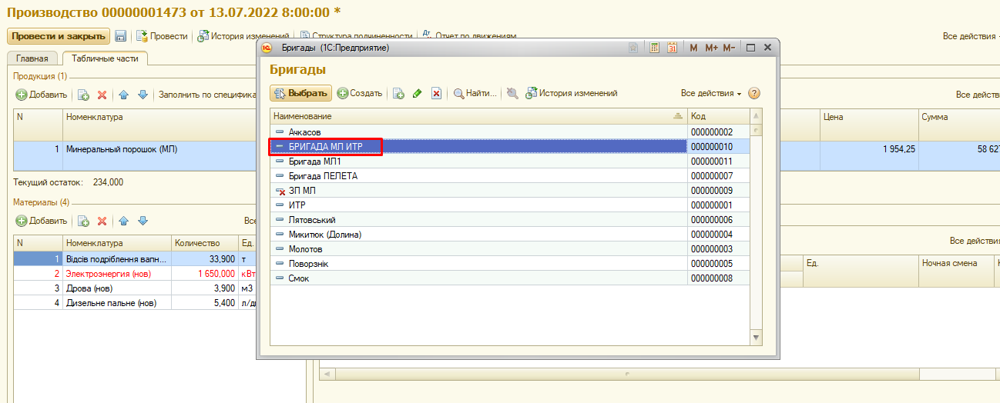 Производство 00000001473 от 13.07.2022 8:00:00 *
Провести и закрыть Провести История изменений Структура подчиненности Отчет по движениям Все действия
Главная Табличные части
Продукция (1)
Добавить Заполнить по специфика Все действ
N Номенклатура Цена Сумма
1 Минеральный порошок (МЛ) 1 954,25 58 627
Текущий остаток: 234,000
Материалы (4)
Добавить Все
N Номенклатура Количество Ед.
1 Відсів подріблення вапн... 33,900 т
2 Электроэнергия (нов) 1 650,000 кВт
3 Дрова (нов) 3,900 м3
4 Дизельне пальне (нов) 5,400 л/д
Бригады (1С:Предприятие) 31 M M+ M-
Бригады
Выбрать Создать Найти... История изменений Все действия ?
Наименование Код
Ачкасов 000000002
БРИГАДА МЛ ИТР 000000010
Бригада МЛ1 000000011
Бригада ПЕЛЕТА 000000007
ЗП МЛ 000000009
ИТР 000000001
Лятовський 000000006
Микитюк (Долина) 000000004
Молотов 000000003
Поворзнік 000000005
Смок 000000008
Все действия
Ед. Ночная смена К